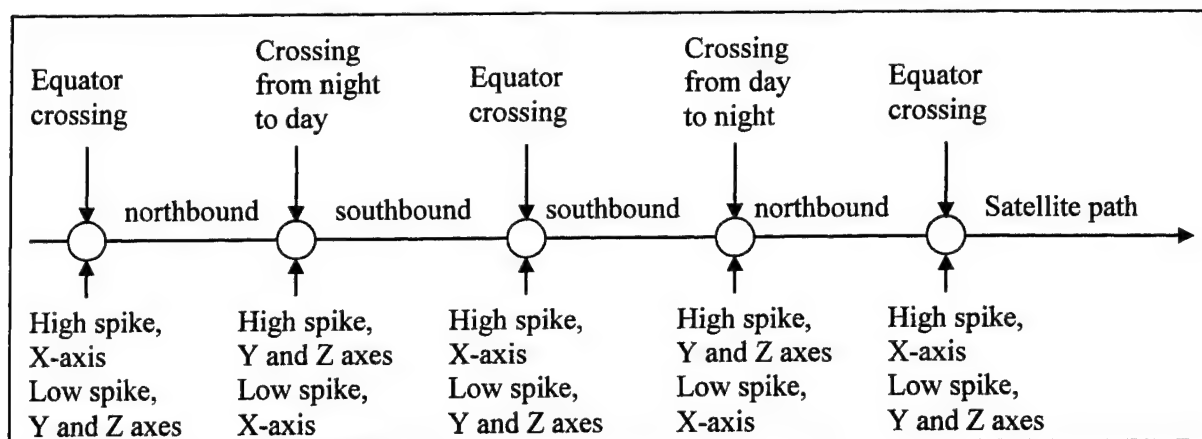 Equator
crossing
Crossing
from night
to day
Equator
crossing
Crossing
from day
to night
Equator
crossing
northbound
southbound
southbound
northbound
Satellite path
High spike,
X-axis
Low spike,
Y and Z axes
High spike,
Y and Z axes
Low spike,
X-axis
High spike,
X-axis
Low spike,
Y and Z axes
High spike,
Y and Z axes
Low spike,
X-axis
High spike,
X-axis
Low spike,
Y and Z axes